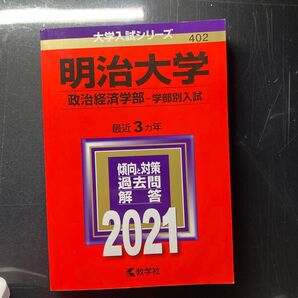 大学入試シリーズ
402
明治大学
政治経済学部-学部別入試
最近3カ年
傾向と対策
過去問
解答
2021
教学社